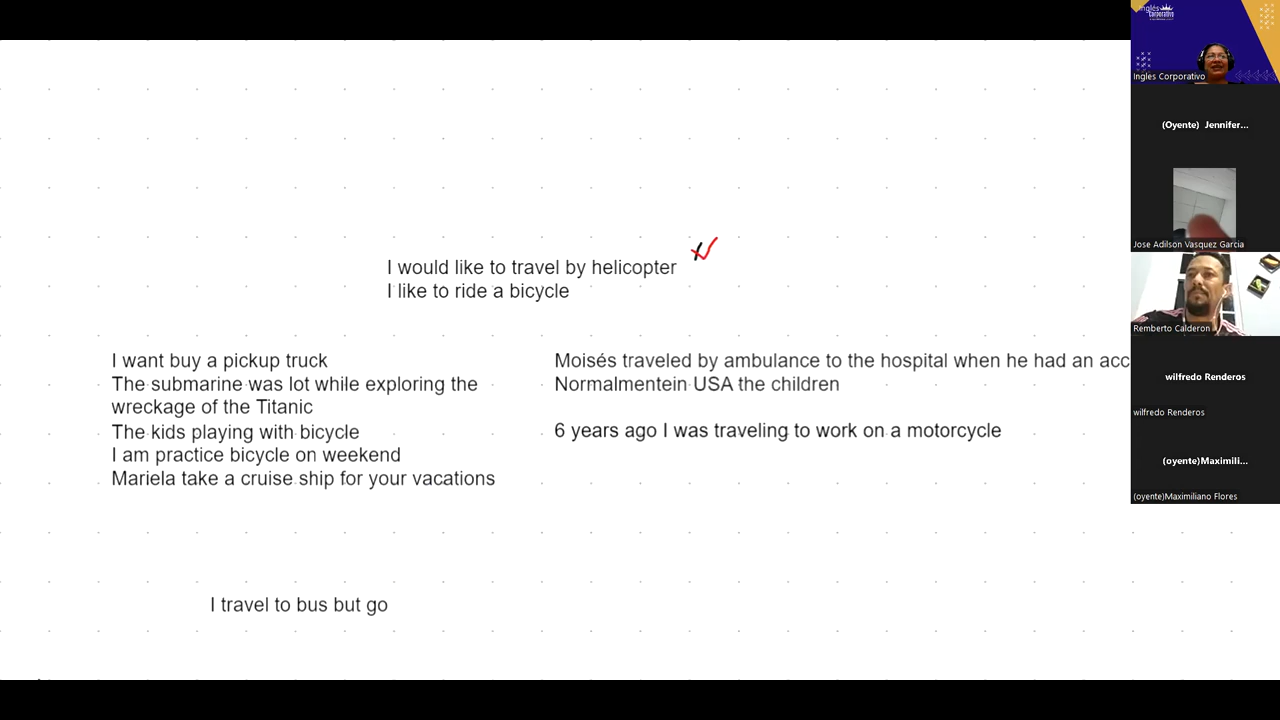 I would like to travel by helicopter
I like to ride a bicycle
I want buy a pickup truck
The submarine was lot while exploring the
wreckage of the Titanic
The kids playing with bicycle
I am practice bicycle on weekend
Mariela take a cruise ship for your vacations
Moisés traveled by ambulance to the hospital when he had an acc
Normalmentein USA the children
6 years ago I was traveling to work on a motorcycle
I travel to bus but go
Inglés
corporativo
Ingles Corporativo
(Oyente) Jennifer...
Jose Adilson Vasquez Garcia
Remberto Calderon
wilfredo Renderos
wilfredo Renderos
(oyente)Maximili...
(oyente)Maximiliano Flores